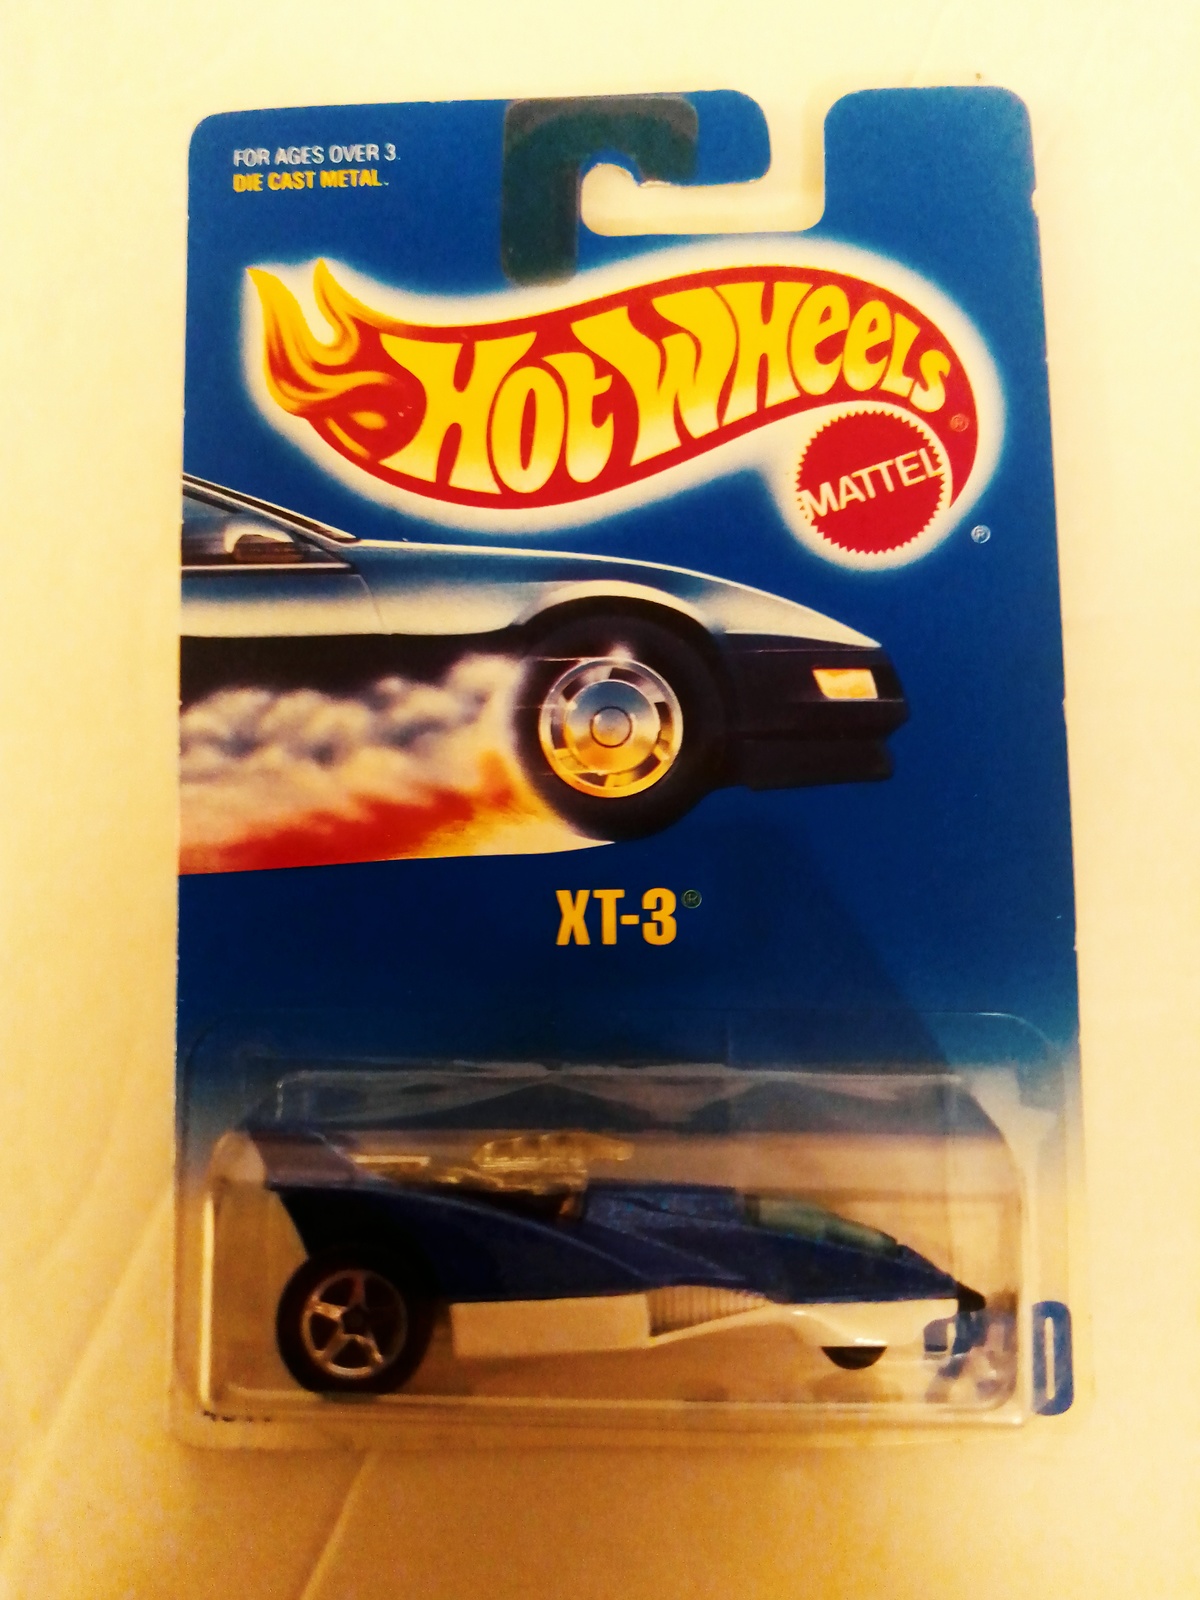 FOR AGES OVER 3.
DIE CAST METAL.
HOT WHEELS®
MATTEL
®
XT-3®